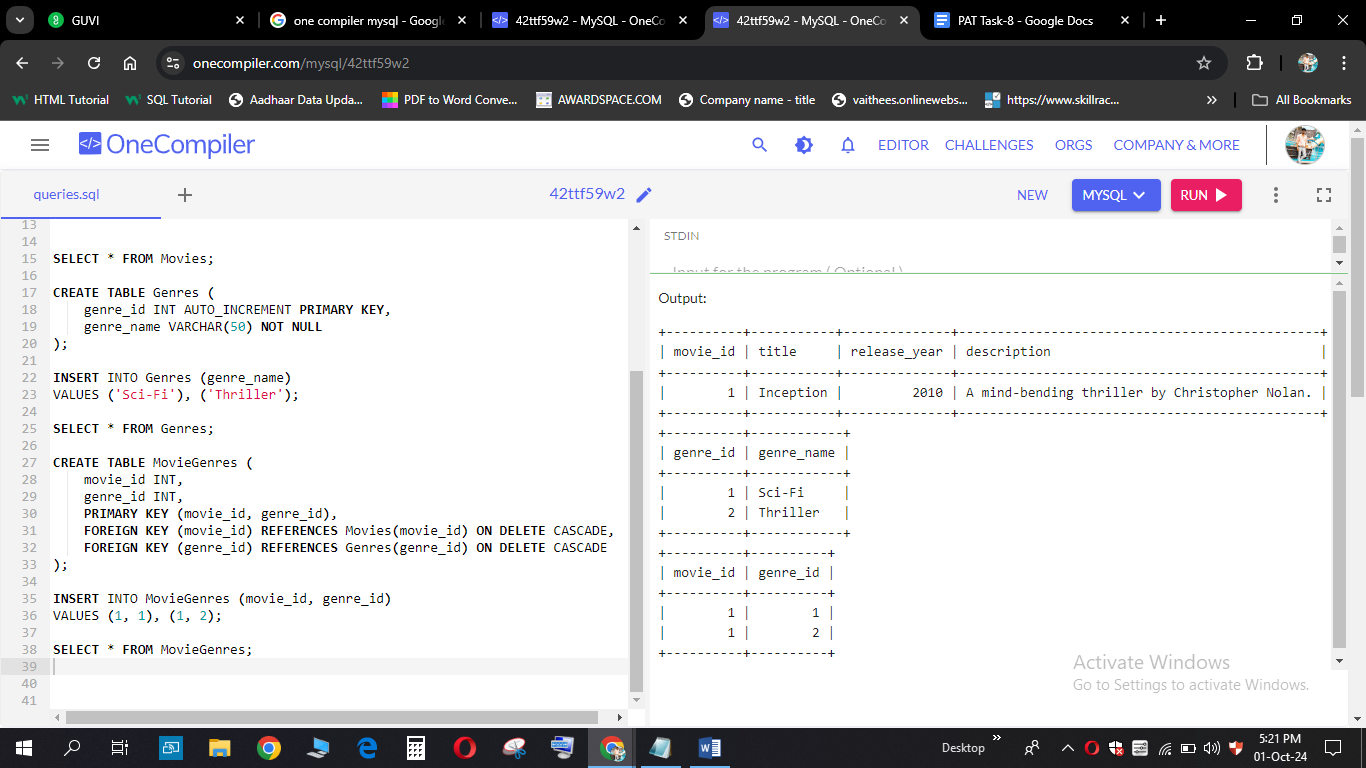 GUVI
one compiler mysql - Googl
42ttf59w2 - MySQL - OneCo
42ttf59w2 - MySQL - OneCo
PAT Task-8 - Google Docs
onecompiler.com/mysql/42ttf59w2
HTML Tutorial
SQL Tutorial
Aadhaar Data Upda...
PDF to Word Conve...
AWARDSPACE.COM
Company name - title
vaithees.onlinewebs...
https://www.skillrac...
All Bookmarks
OneCompiler
EDITOR
CHALLENGES
ORGS
COMPANY & MORE
queries.sql
42ttf59w2
NEW
MYSQL
RUN
13
14
15 SELECT * FROM Movies;
16
17 CREATE TABLE Genres (
18 genre_id INT AUTO_INCREMENT PRIMARY KEY,
19 genre_name VARCHAR(50) NOT NULL
20 );
21
22 INSERT INTO Genres (genre_name)
23 VALUES ('Sci-Fi'), ('Thriller');
24
25 SELECT * FROM Genres;
26
27 CREATE TABLE MovieGenres (
28 movie_id INT,
29 genre_id INT,
30 PRIMARY KEY (movie_id, genre_id),
31 FOREIGN KEY (movie_id) REFERENCES Movies(movie_id) ON DELETE CASCADE,
32 FOREIGN KEY (genre_id) REFERENCES Genres(genre_id) ON DELETE CASCADE
33 );
34
35 INSERT INTO MovieGenres (movie_id, genre_id)
36 VALUES (1, 1), (1, 2);
37
38 SELECT * FROM MovieGenres;
39
40
41
STDIN
Input for the program ( Optional )
Output:
+----------+-----------+--------------+-----------------------------------------------+
| movie_id | title | release_year | description |
+----------+-----------+--------------+-----------------------------------------------+
| 1 | Inception | 2010 | A mind-bending thriller by Christopher Nolan. |
+----------+-----------+--------------+-----------------------------------------------+
+----------+------------+
| genre_id | genre_name |
+----------+------------+
| 1 | Sci-Fi |
| 2 | Thriller |
+----------+------------+
+----------+----------+
| movie_id | genre_id |
+----------+----------+
| 1 | 1 |
| 1 | 2 |
+----------+----------+
Activate Windows
Go to Settings to activate Windows.
Desktop
5:21 PM
01-Oct-24